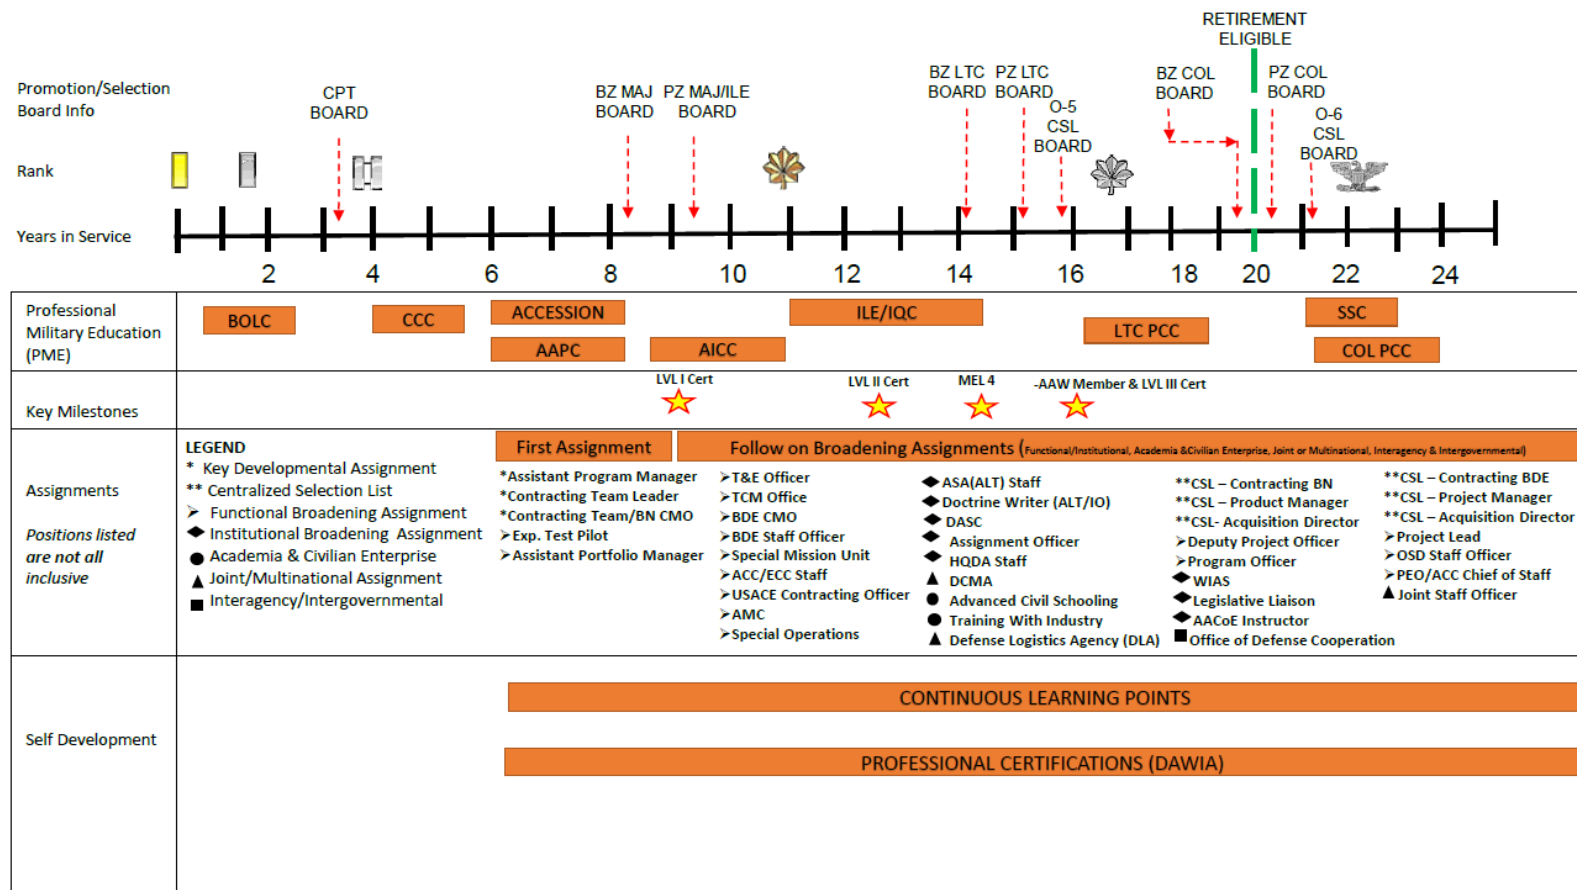 RETIREMENT
ELIGIBLE
Promotion/Selection
Board Info
CPT
BOARD
BZ MAJ
BOARD
PZ MAJ/ILE
BOARD
BZ LTC
BOARD
PZ LTC
BOARD
O-5
CSL
BOARD
BZ COL
BOARD
PZ COL
BOARD
O-6
CSL
BOARD
Rank
Years in Service
2 4 6 8 10 12 14 16 18 20 22 24
Professional
Military Education
(PME)
BOLC
CCC
ACCESSION
AAPC
AICC
ILE/IQC
LTC PCC
SSC
COL PCC
Key Milestones
LVL I Cert
LVL II Cert
MEL 4
-AAW Member & LVL III Cert
Assignments
Positions listed
are not all
inclusive
LEGEND
* Key Developmental Assignment
** Centralized Selection List
➢ Functional Broadening Assignment
◆ Institutional Broadening Assignment
● Academia & Civilian Enterprise
▲ Joint/Multinational Assignment
■ Interagency/Intergovernmental
First Assignment
*Assistant Program Manager
*Contracting Team Leader
*Contracting Team/BN CMO
➢Exp. Test Pilot
➢Assistant Portfolio Manager
Follow on Broadening Assignments (Functional/Institutional, Academia &Civilian Enterprise, Joint or Multinational, Interagency & Intergovernmental)
➢T&E Officer
➢TCM Office
➢BDE CMO
➢BDE Staff Officer
➢Special Mission Unit
➢ACC/ECC Staff
➢USACE Contracting Officer
➢AMC
➢Special Operations
◆ASA(ALT) Staff
◆Doctrine Writer (ALT/IO)
◆DASC
◆ Assignment Officer
◆ HQDA Staff
▲ DCMA
● Advanced Civil Schooling
● Training With Industry
▲ Defense Logistics Agency (DLA)
**CSL – Contracting BN
**CSL – Product Manager
**CSL- Acquisition Director
➢Deputy Project Officer
➢Program Officer
◆WIAS
◆Legislative Liaison
◆AACoE Instructor
■Office of Defense Cooperation
**CSL – Contracting BDE
**CSL – Project Manager
**CSL – Acquisition Director
➢Project Lead
➢OSD Staff Officer
➢PEO/ACC Chief of Staff
▲Joint Staff Officer
Self Development
CONTINUOUS LEARNING POINTS
PROFESSIONAL CERTIFICATIONS (DAWIA)